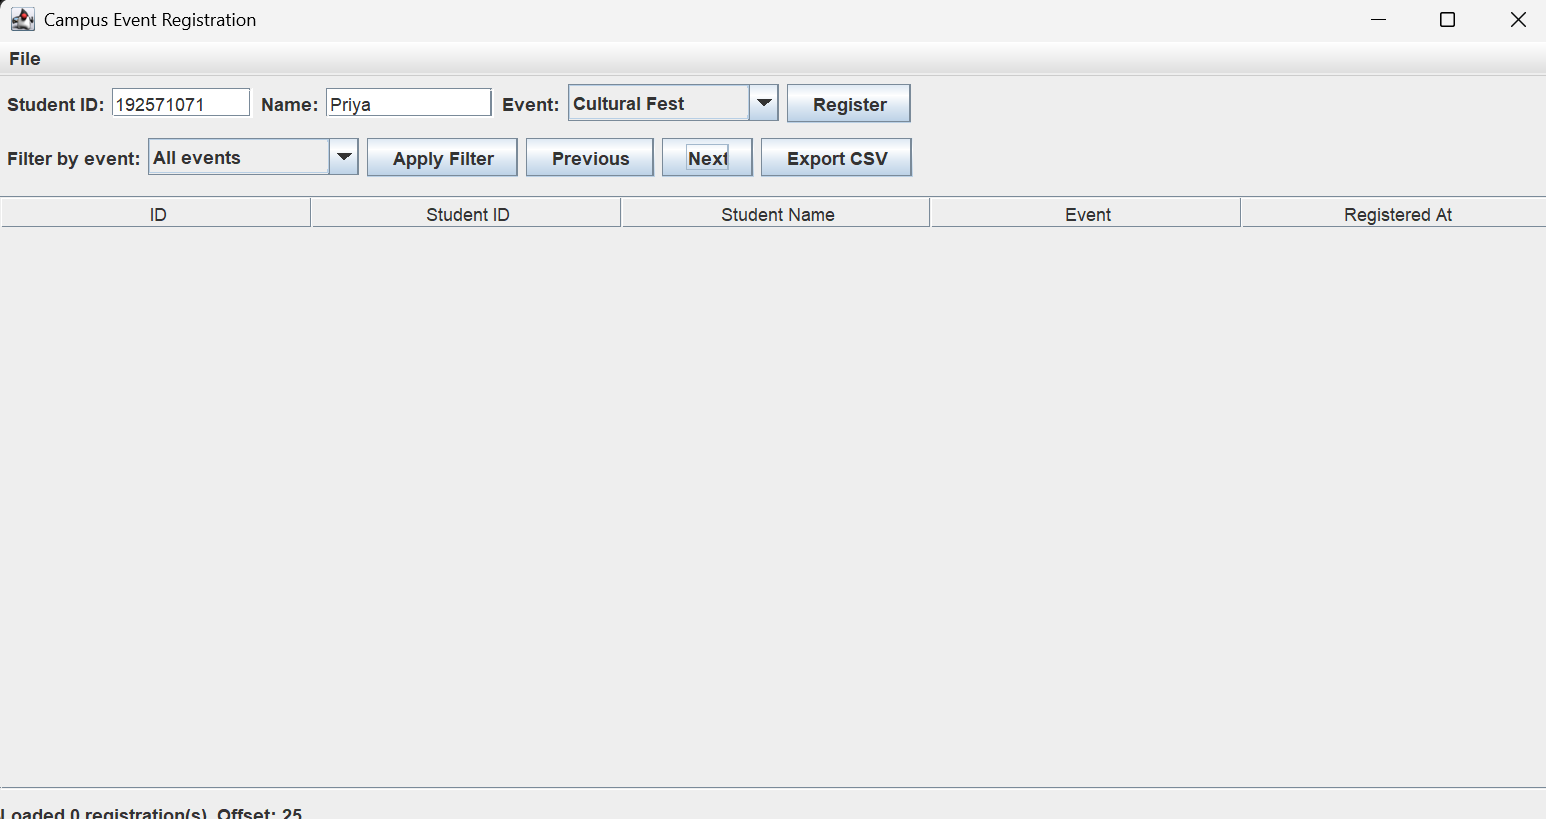 Campus Event Registration
File
Student ID: 192571071 Name: Priya Event: Cultural Fest Register
Filter by event: All events Apply Filter Previous Next Export CSV
ID Student ID Student Name Event Registered At
Loaded 0 registration(s). Offset: 25